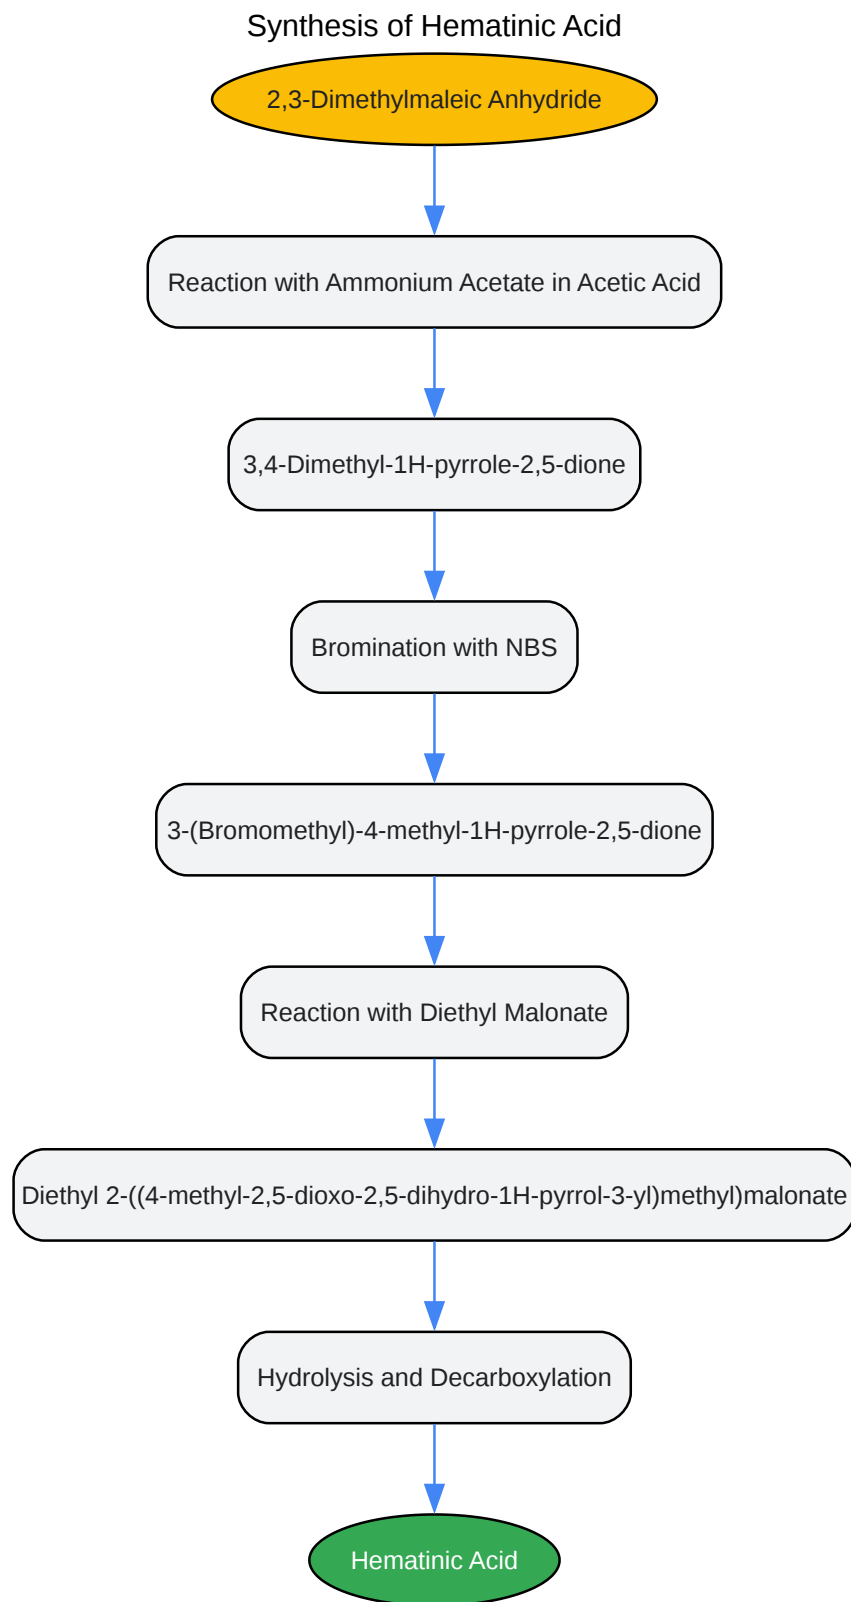 Synthesis of Hematinic Acid
2,3-Dimethylmaleic Anhydride
Reaction with Ammonium Acetate in Acetic Acid
3,4-Dimethyl-1H-pyrrole-2,5-dione
Bromination with NBS
3-(Bromomethyl)-4-methyl-1H-pyrrole-2,5-dione
Reaction with Diethyl Malonate
Diethyl 2-((4-methyl-2,5-dioxo-2,5-dihydro-1H-pyrrol-3-yl)methyl)malonate
Hydrolysis and Decarboxylation
Hematinic Acid